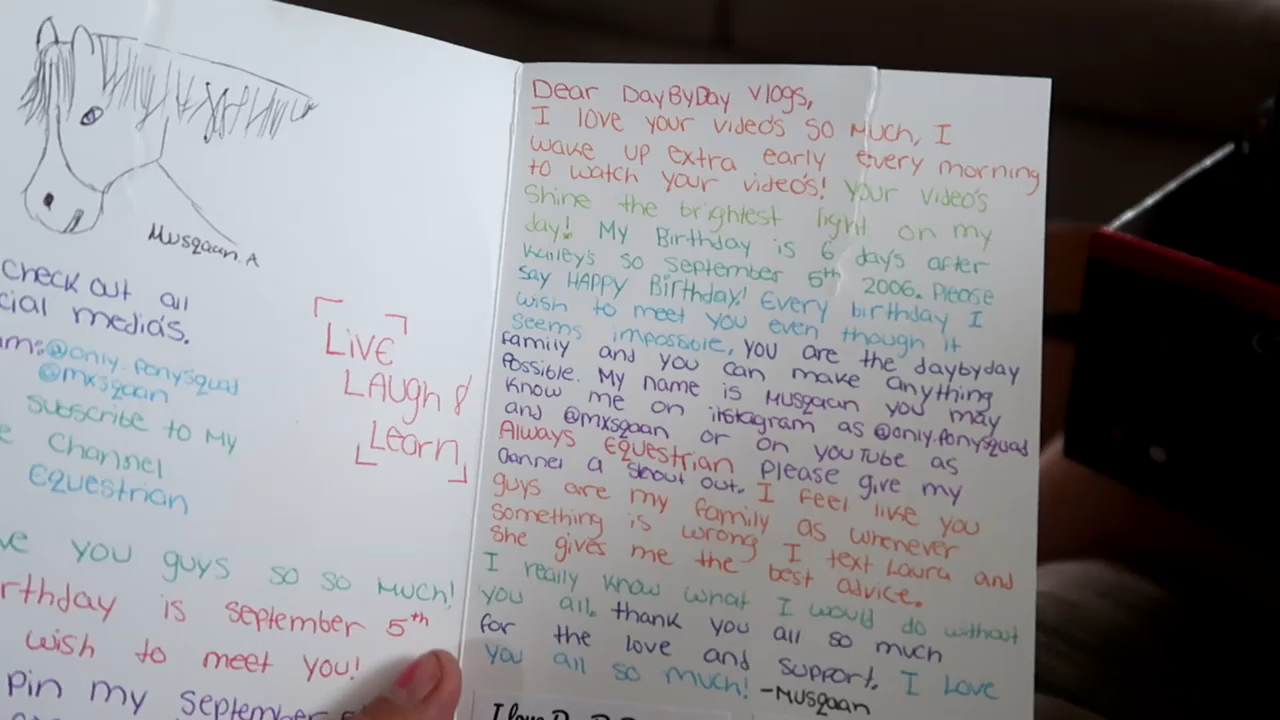 Musqaan.A
check out all
cial media's.
am: @only.ponysquad
@mxsqaan
subscribe to my
Channel
Equestrian
Live
Laugh &
Learn
ve you guys so so much!
rthday is september 5th
wish to meet you!
pin my september
Dear DayByDay vlogs,
I love your video's so much, I
wake up extra early every morning
to watch your video's! Your video's
shine the brightest light on my
day! My Birthday is 6 day's after
Kailey's so september 5th 2006. Please
say HAPPY Birthday! Every birthday I
wish to meet you even though it
seems impossible, you are the daybyday
family and you can make anything
possible. My name is Musqaan you may
know me on instagram as @only.ponysquad
and @mxsqaan or on youTube as
Always Equestrian Please give my
channel a shout out. I feel like you
guys are my family as whenever
something is wrong I text Laura and
she gives me the best advice.
I really know what I would do without
you all. thank you all so much
for the love and support. I love
you all so much! -Musqaan